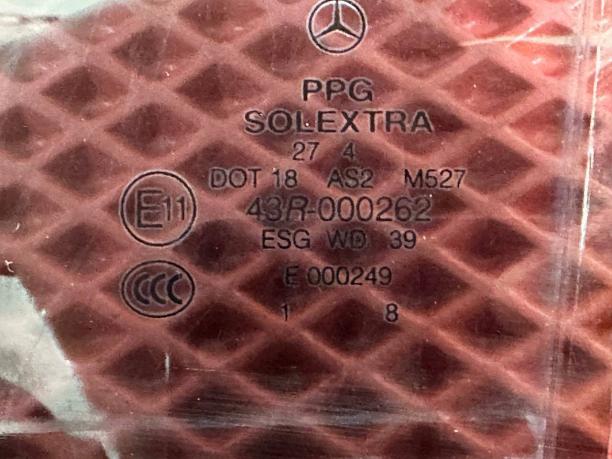 PPG
SOLEXTRA
27 4
DOT 18 AS2 M527
E11 43R-000262
ESG WD 39
CCC E 000249
1 8